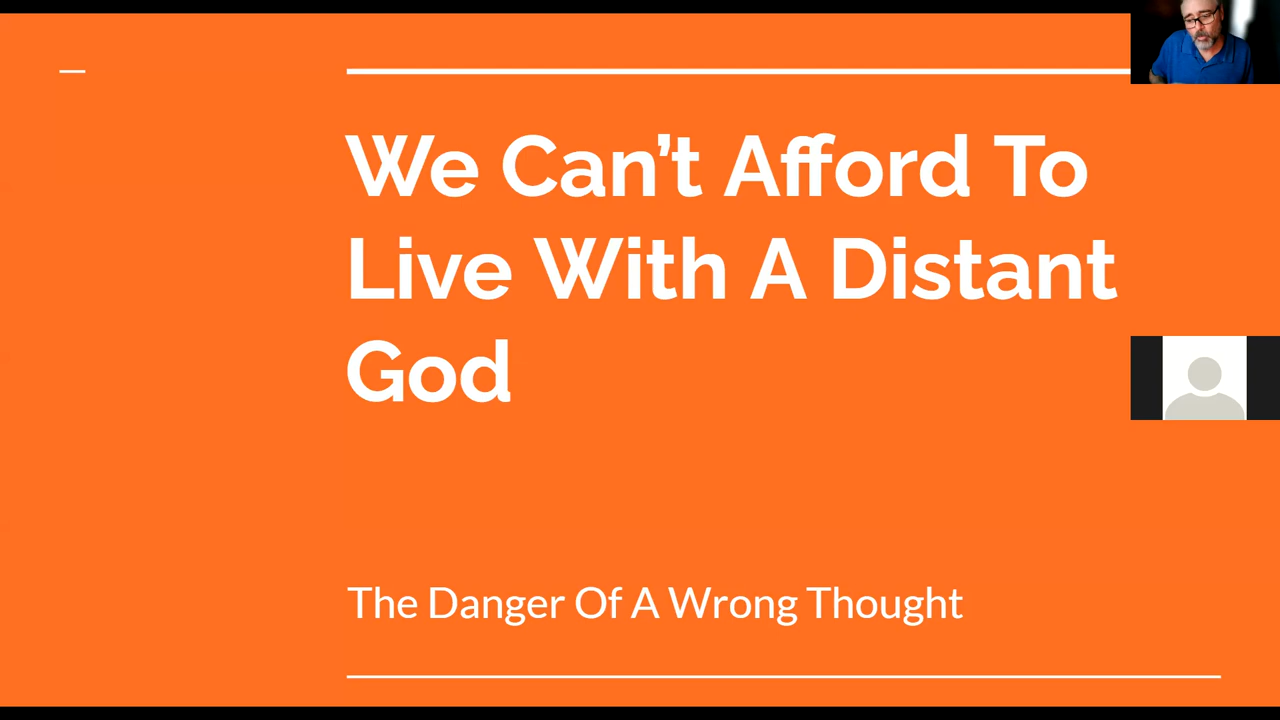 We Can’t Afford To
Live With A Distant
God
The Danger Of A Wrong Thought